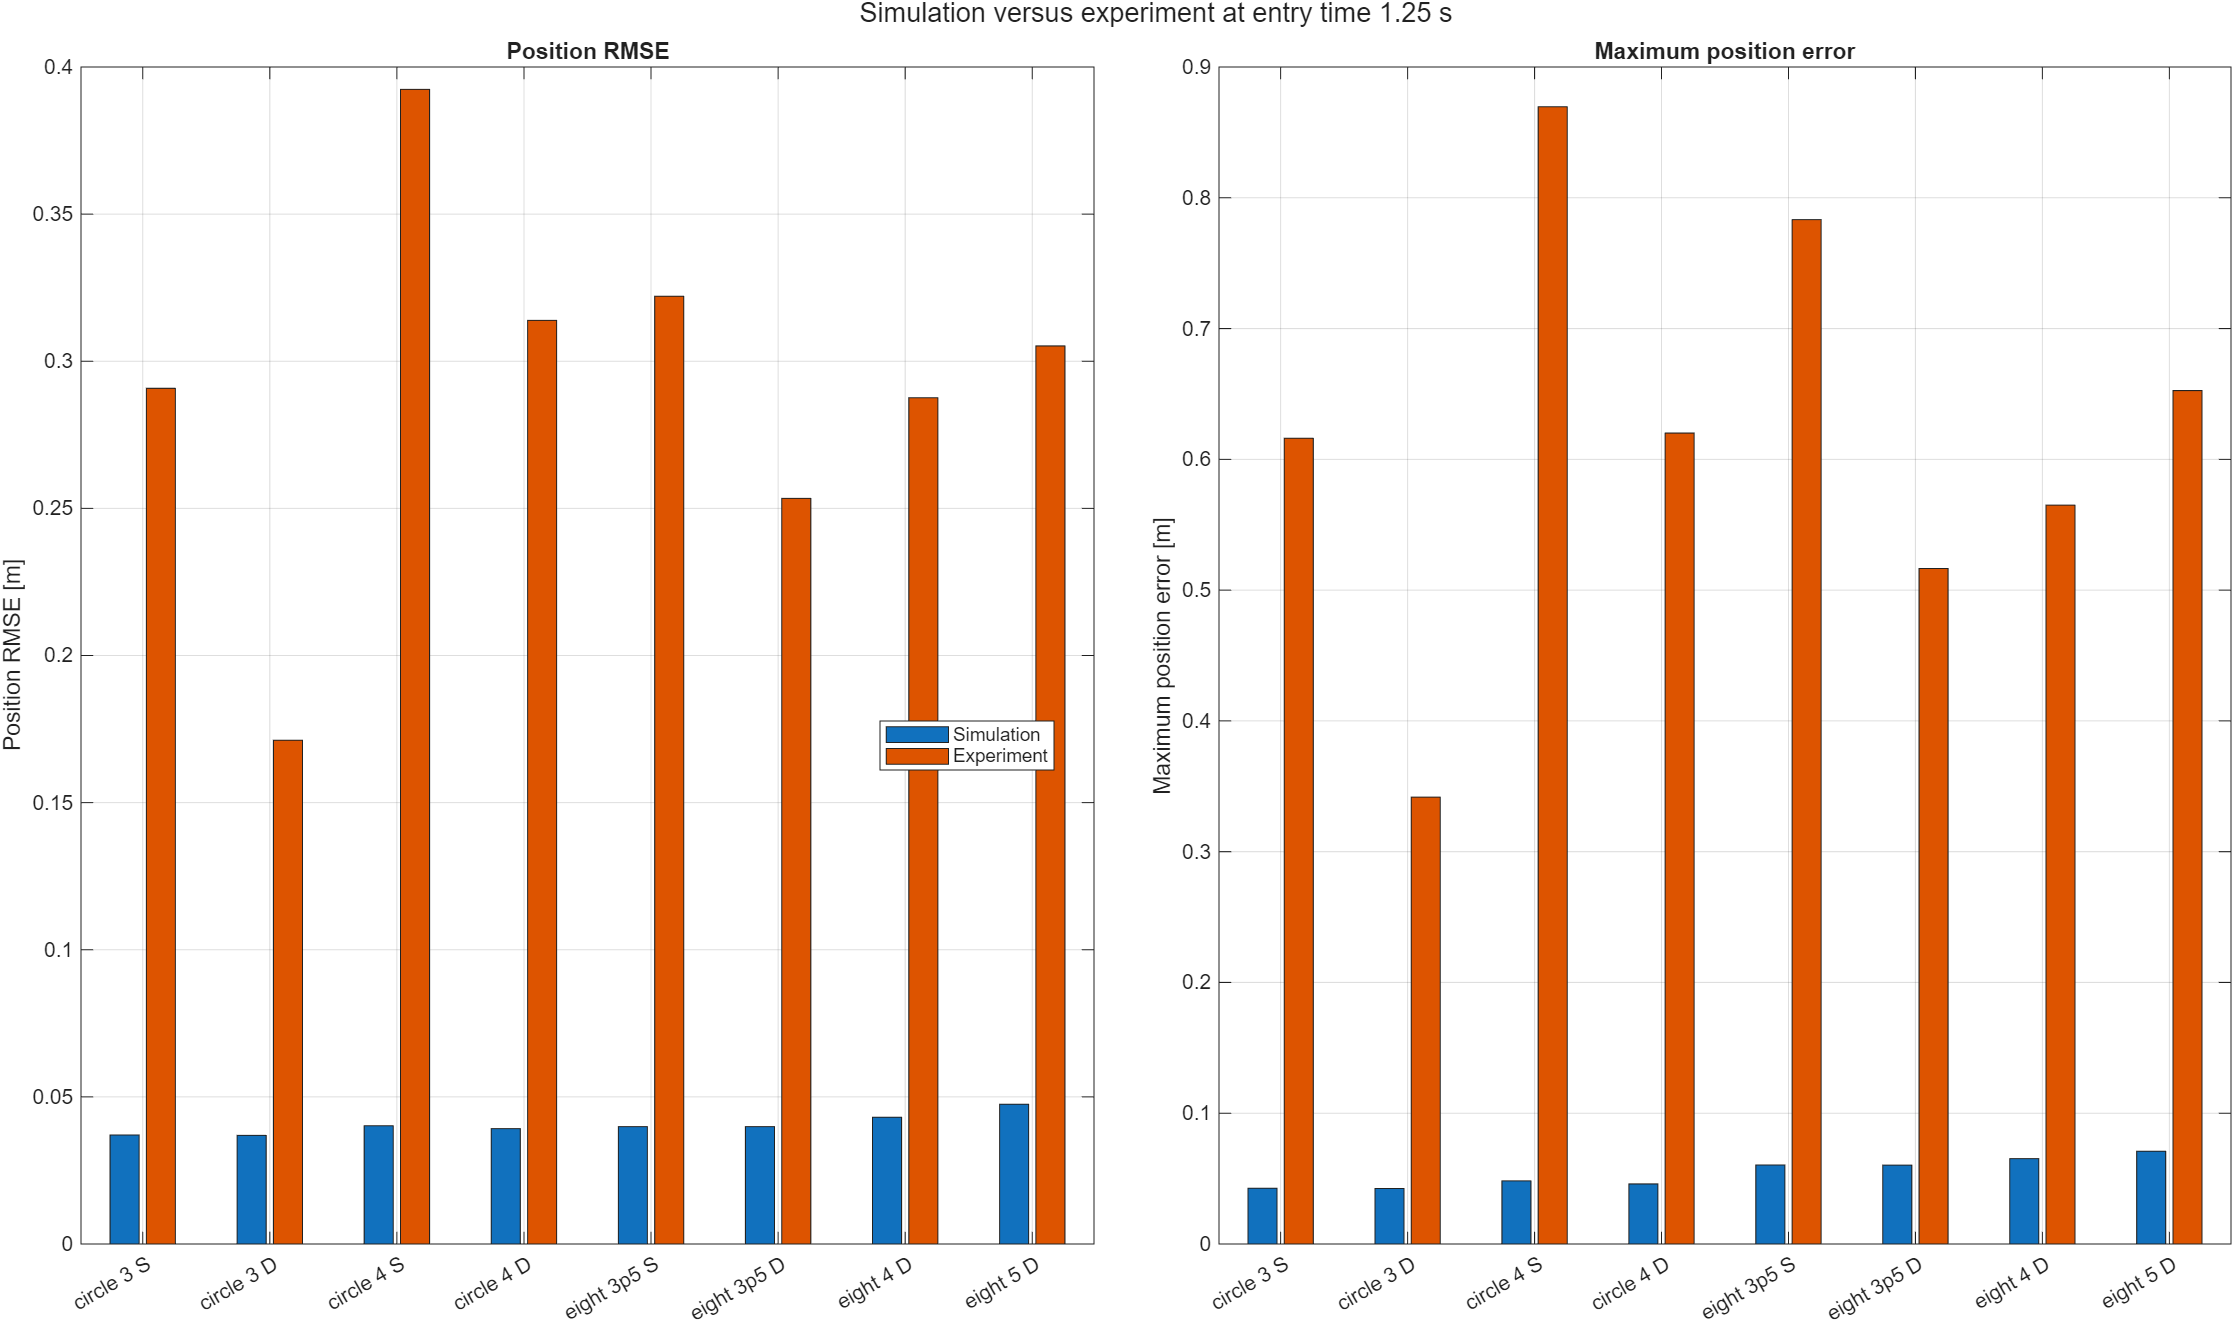 Simulation versus experiment at entry time 1.25 s
Position RMSE
Position RMSE [m]
0.4
0.35
0.3
0.25
0.2
0.15
0.1
0.05
0
circle 3 S
circle 3 D
circle 4 S
circle 4 D
eight 3p5 S
eight 3p5 D
eight 4 D
eight 5 D
Simulation
Experiment
Maximum position error
Maximum position error [m]
0.9
0.8
0.7
0.6
0.5
0.4
0.3
0.2
0.1
0
circle 3 S
circle 3 D
circle 4 S
circle 4 D
eight 3p5 S
eight 3p5 D
eight 4 D
eight 5 D